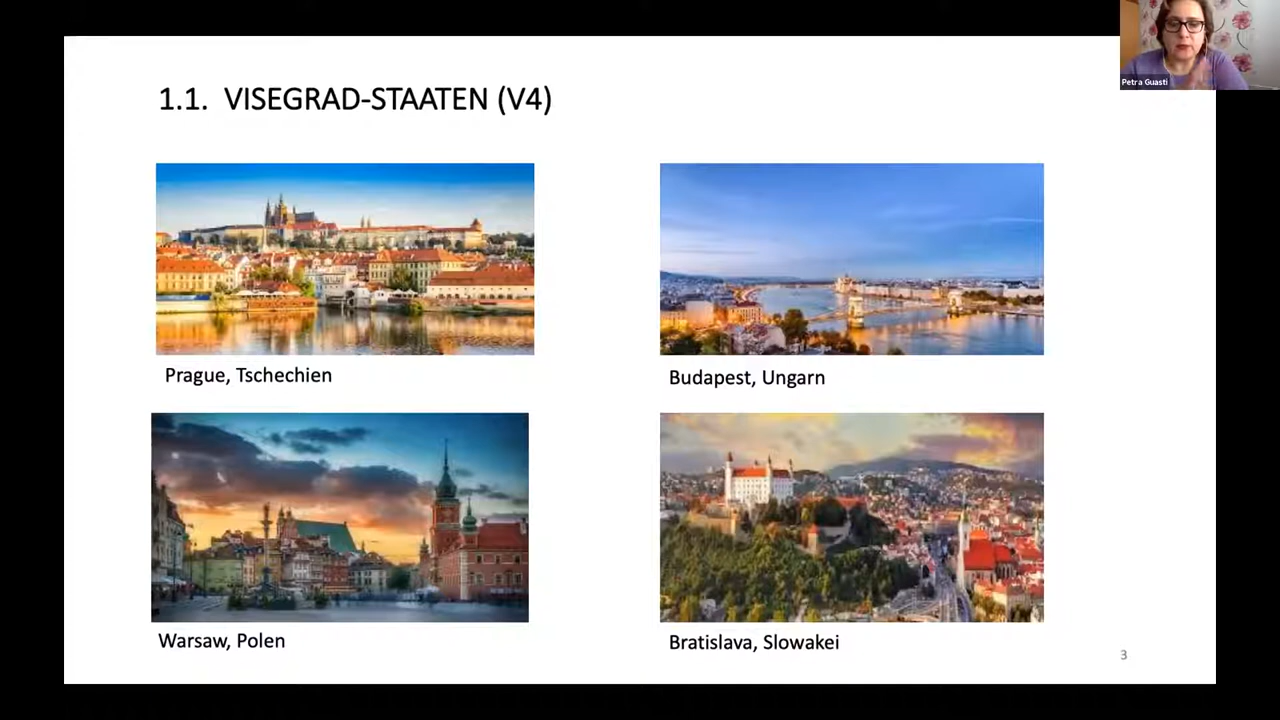 Petra Guasti
1.1. VISEGRAD-STAATEN (V4)
Prague, Tschechien
Budapest, Ungarn
Warsaw, Polen
Bratislava, Slowakei
3